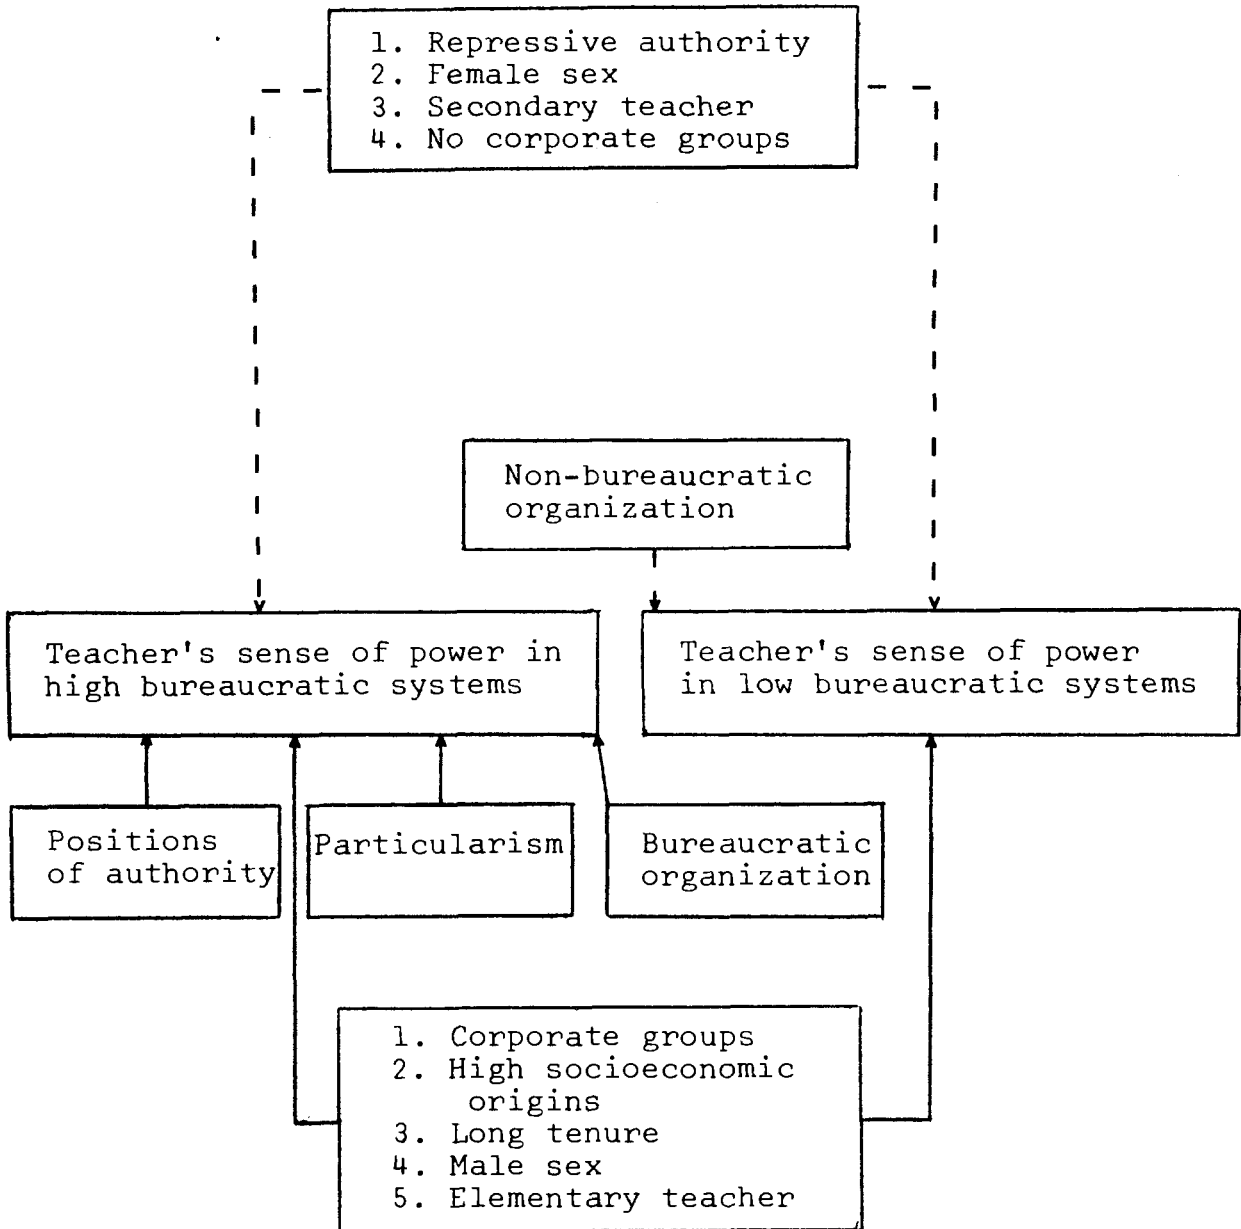 1. Repressive authority
2. Female sex
3. Secondary teacher
4. No corporate groups
Non-bureaucratic
organization
Teacher's sense of power in
high bureaucratic systems
Teacher's sense of power
in low bureaucratic systems
Positions
of authority
Particularism
Bureaucratic
organization
1. Corporate groups
2. High socioeconomic
origins
3. Long tenure
4. Male sex
5. Elementary teacher